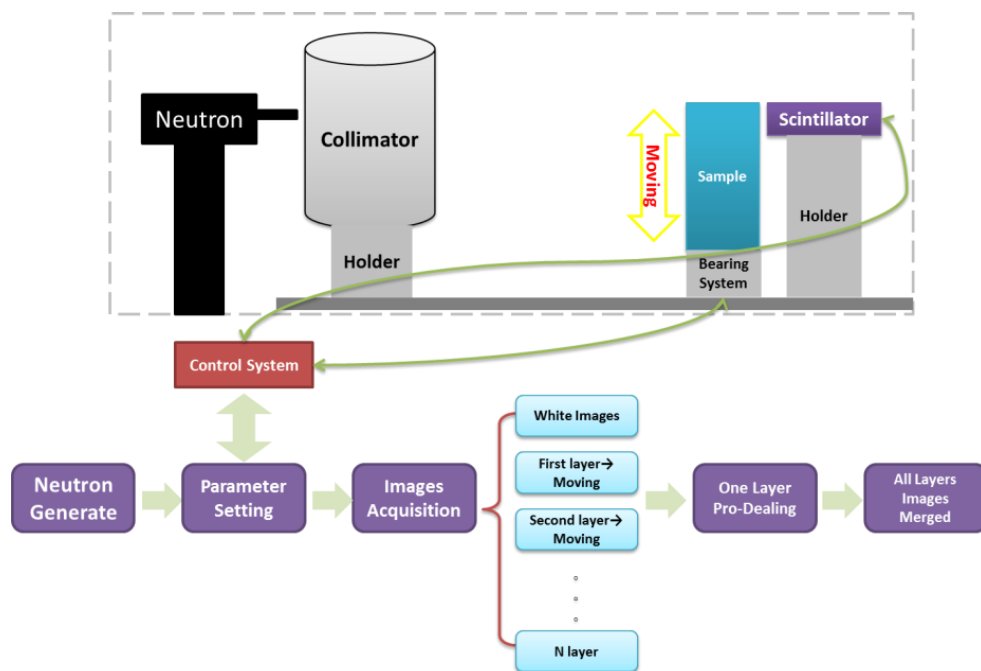 Neutron
Collimator
Holder
Moving
Sample
Bearing
System
Scintillator
Holder
Control System
Neutron
Generate
Parameter
Setting
Images
Acquisition
White Images
First layer→
Moving
Second layer→
Moving
N layer
One Layer
Pro-Dealing
All Layers
Images
Merged